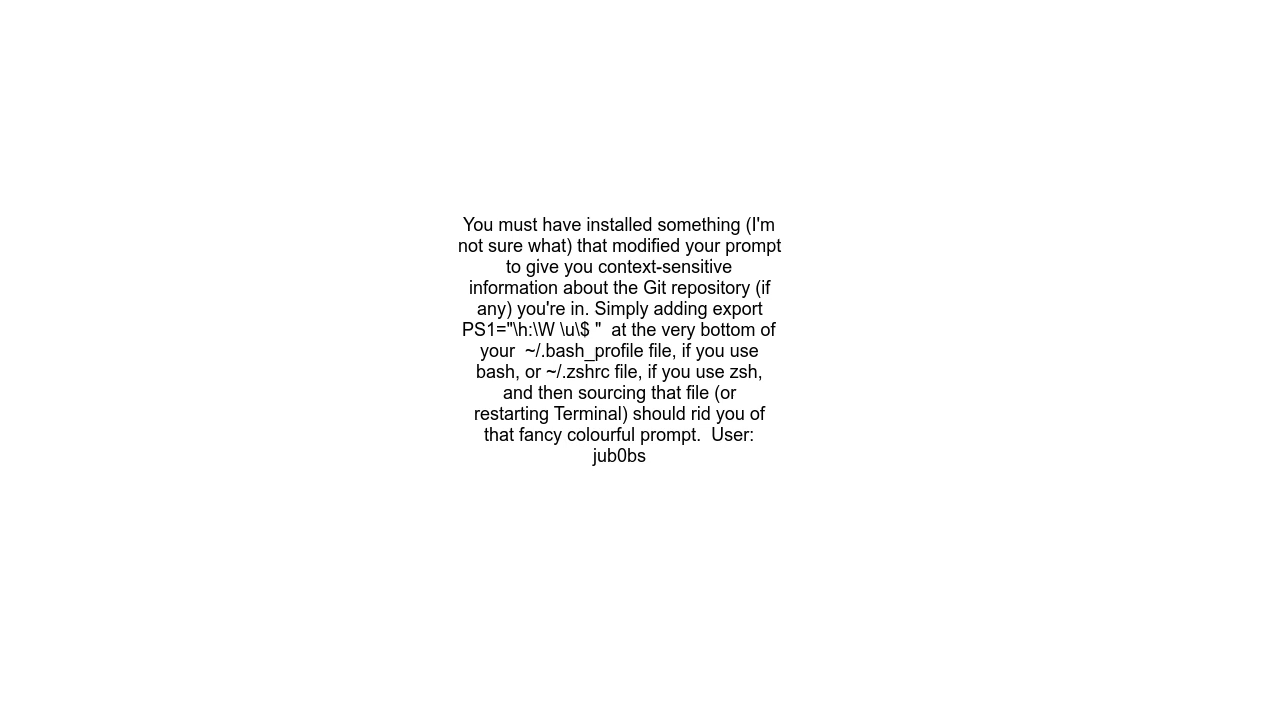 You must have installed something (I'm
not sure what) that modified your prompt
to give you context-sensitive
information about the Git repository (if
any) you're in. Simply adding export
PS1="\h:\W \u\$ "  at the very bottom of
your  ~/.bash_profile file, if you use
bash, or ~/.zshrc file, if you use zsh,
and then sourcing that file (or
restarting Terminal) should rid you of
that fancy colourful prompt.  User:
jub0bs